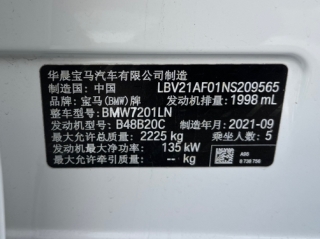 华晨宝马汽车有限公司制造
制造国: 中国 LBV21AF01NS209565
品牌: 宝马(BMW)牌 发动机排量: 1998 mL
整车型号: BMW7201LN
发动机型号: B48B20C 2021-09
最大允许总质量: 2225 kg 乘坐人数: 5
发动机最大净功率: 135 kW
最大允许牵引质量: -- kg